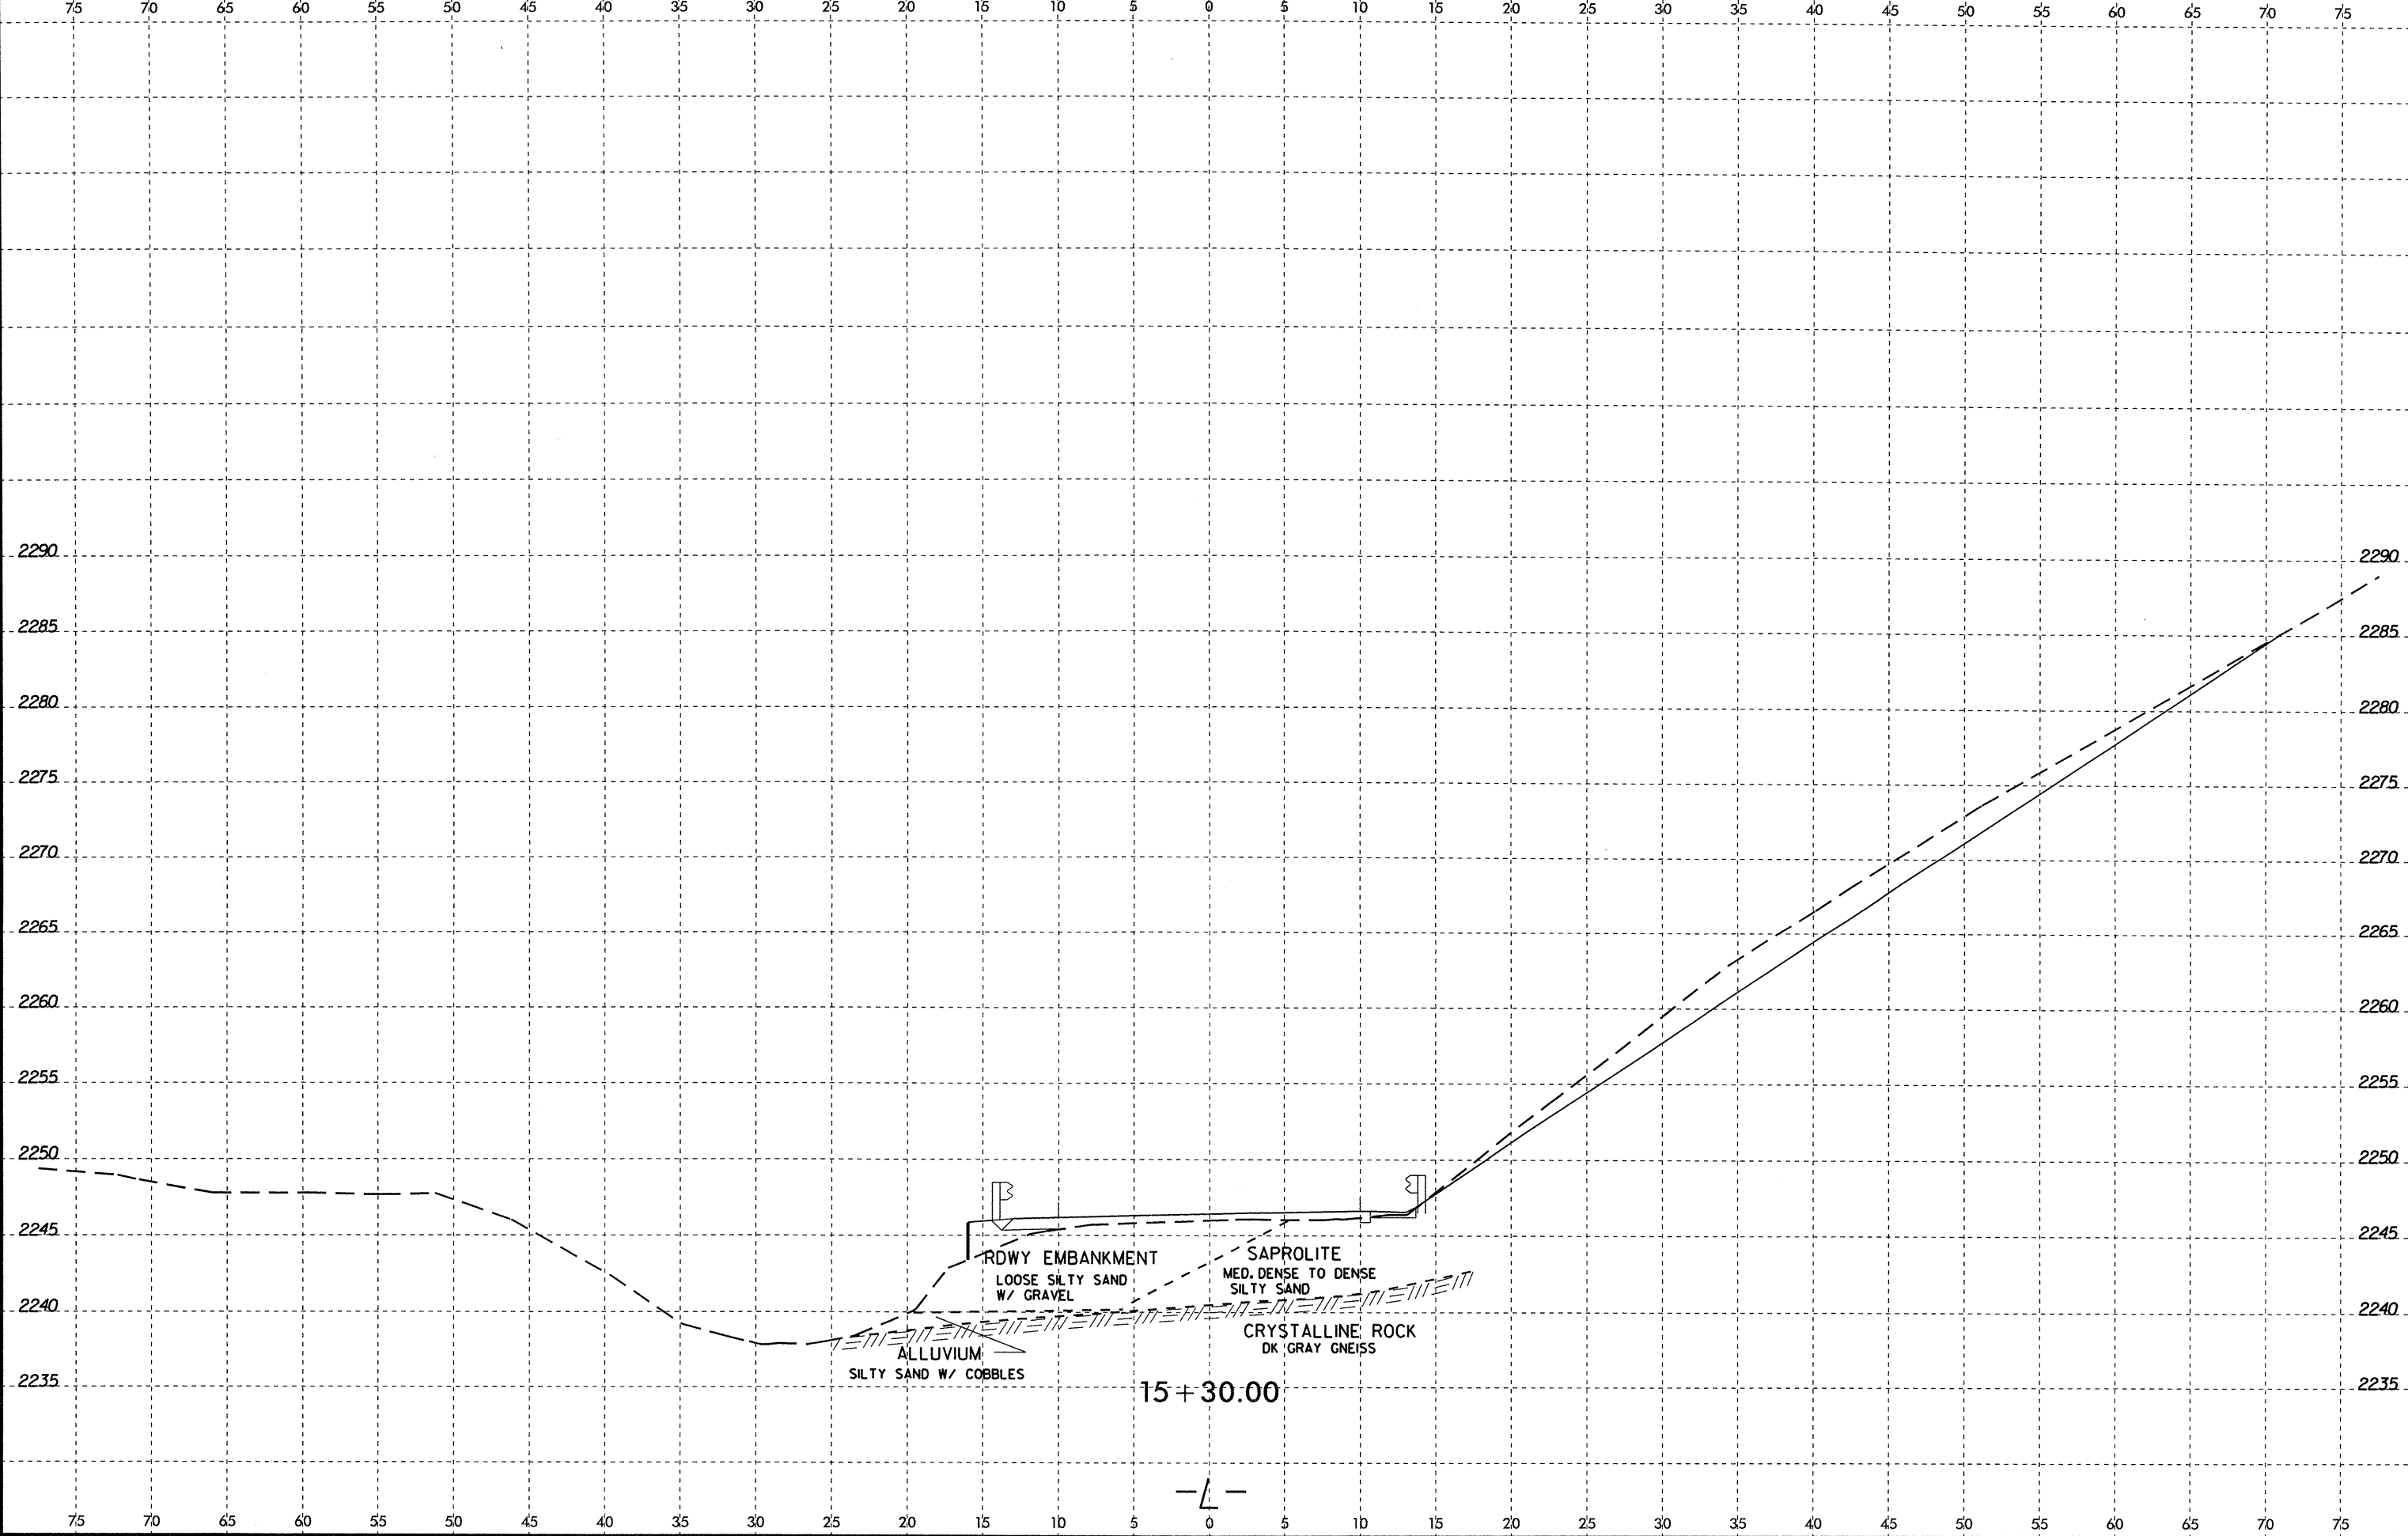 75 70 65 60 55 50 45 40 35 30 25 20 15 10 5 0 5 10 15 20 25 30 35 40 45 50 55 60 65 70 75
2290 2290
2285 2285
2280 2280
2275 2275
2270 2270
2265 2265
2260 2260
2255 2255
2250 2250
2245 2245
RDWY EMBANKMENT
LOOSE SILTY SAND
W/ GRAVEL
SAPROLITE
MED. DENSE TO DENSE
SILTY SAND
2240 2240
CRYSTALLINE ROCK
DK GRAY GNEISS
ALLUVIUM
SILTY SAND W/ COBBLES
2235 2235
15+30.00
-L-
75 70 65 60 55 50 45 40 35 30 25 20 15 10 5 0 5 10 15 20 25 30 35 40 45 50 55 60 65 70 75